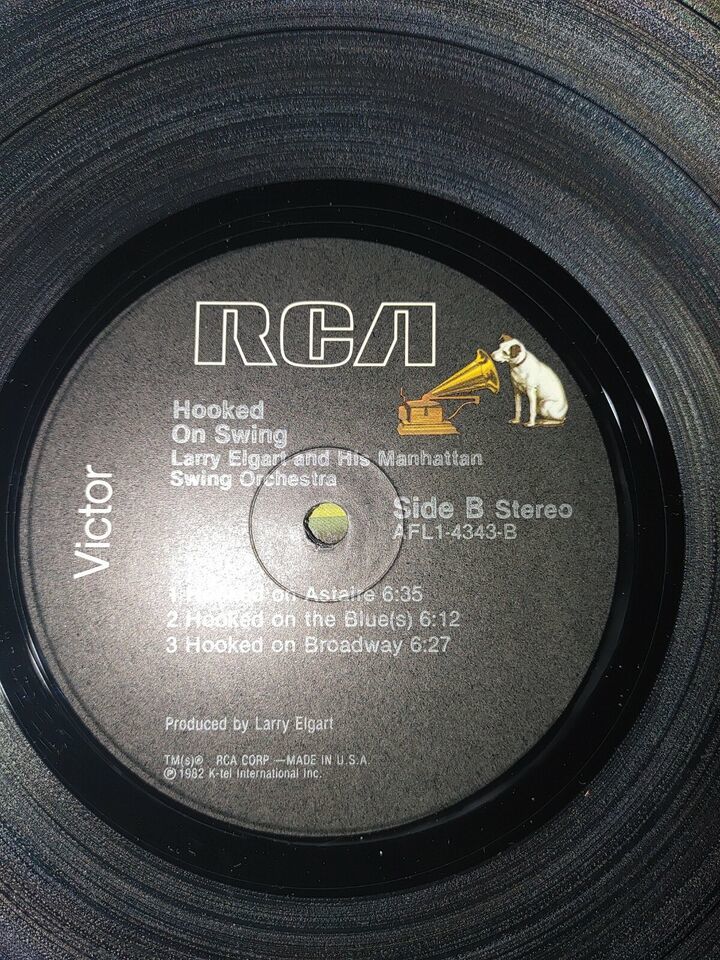 RCA
Hooked
On Swing
Larry Elgart and His Manhattan
Swing Orchestra
Victor
Side B Stereo
AFL1-4343-B
1 Hooked on Astaire 6:35
2 Hooked on the Blue(s) 6:12
3 Hooked on Broadway 6:27
Produced by Larry Elgart
TM(s)® RCA CORP.—MADE IN U.S.A.
℗1982 K-tel International Inc.